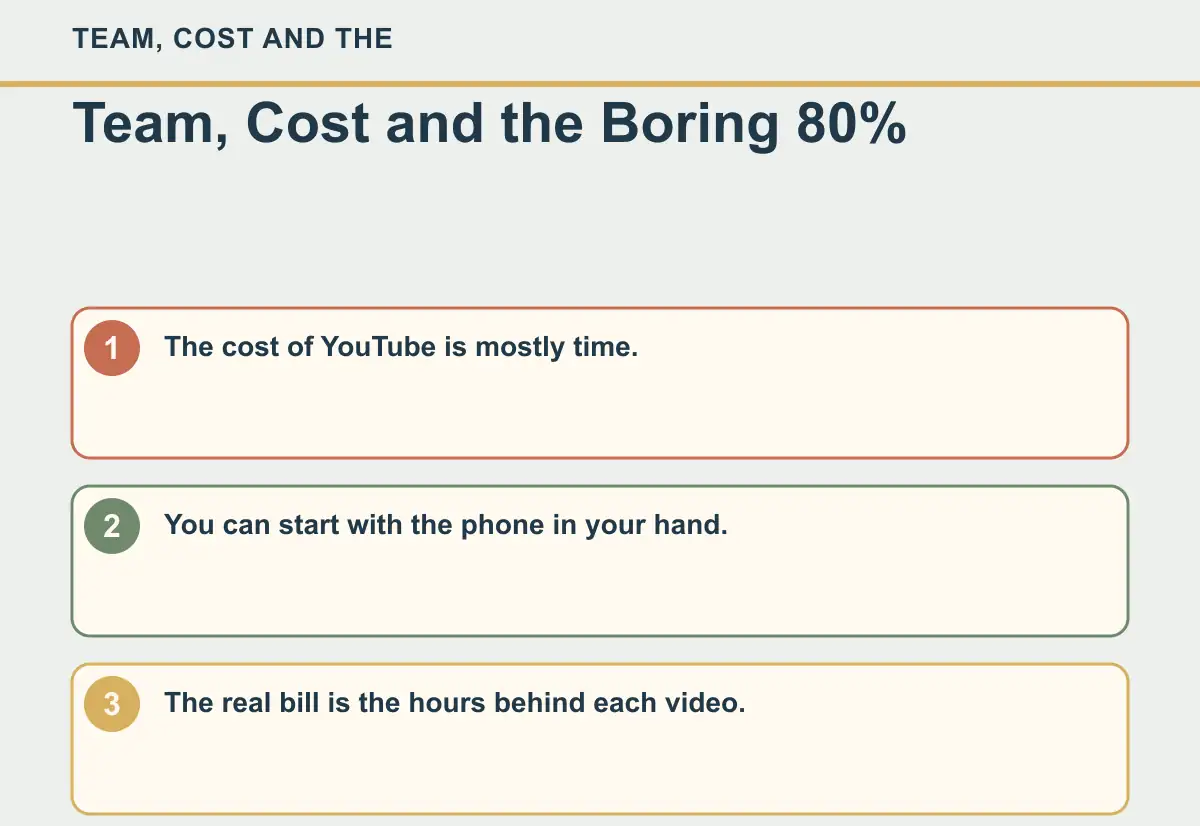 TEAM, COST AND THE
Team, Cost and the Boring 80%
1 The cost of YouTube is mostly time.
2 You can start with the phone in your hand.
3 The real bill is the hours behind each video.